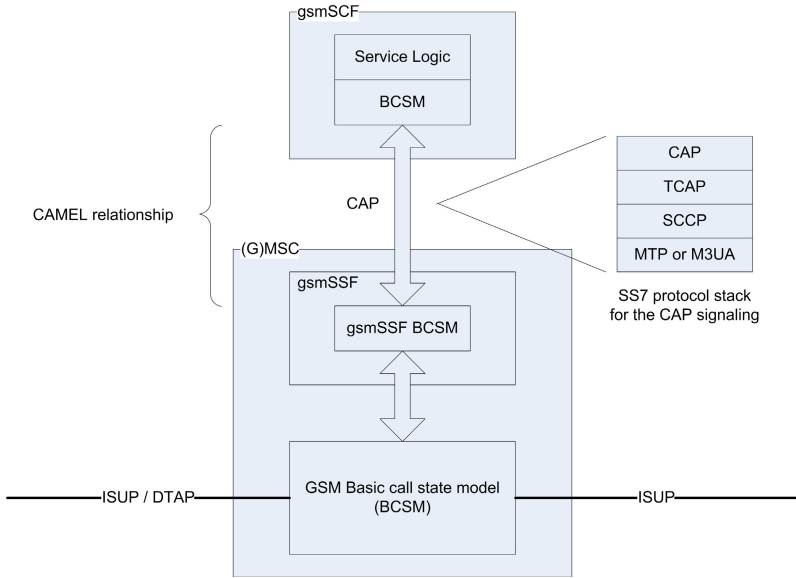 gsmSCF
Service Logic
BCSM
CAMEL relationship
CAP
CAP
TCAP
SCCP
MTP or M3UA
SS7 protocol stack
for the CAP signaling
(G)MSC
gsmSSF
gsmSSF BCSM
GSM Basic call state model
(BCSM)
ISUP / DTAP
ISUP